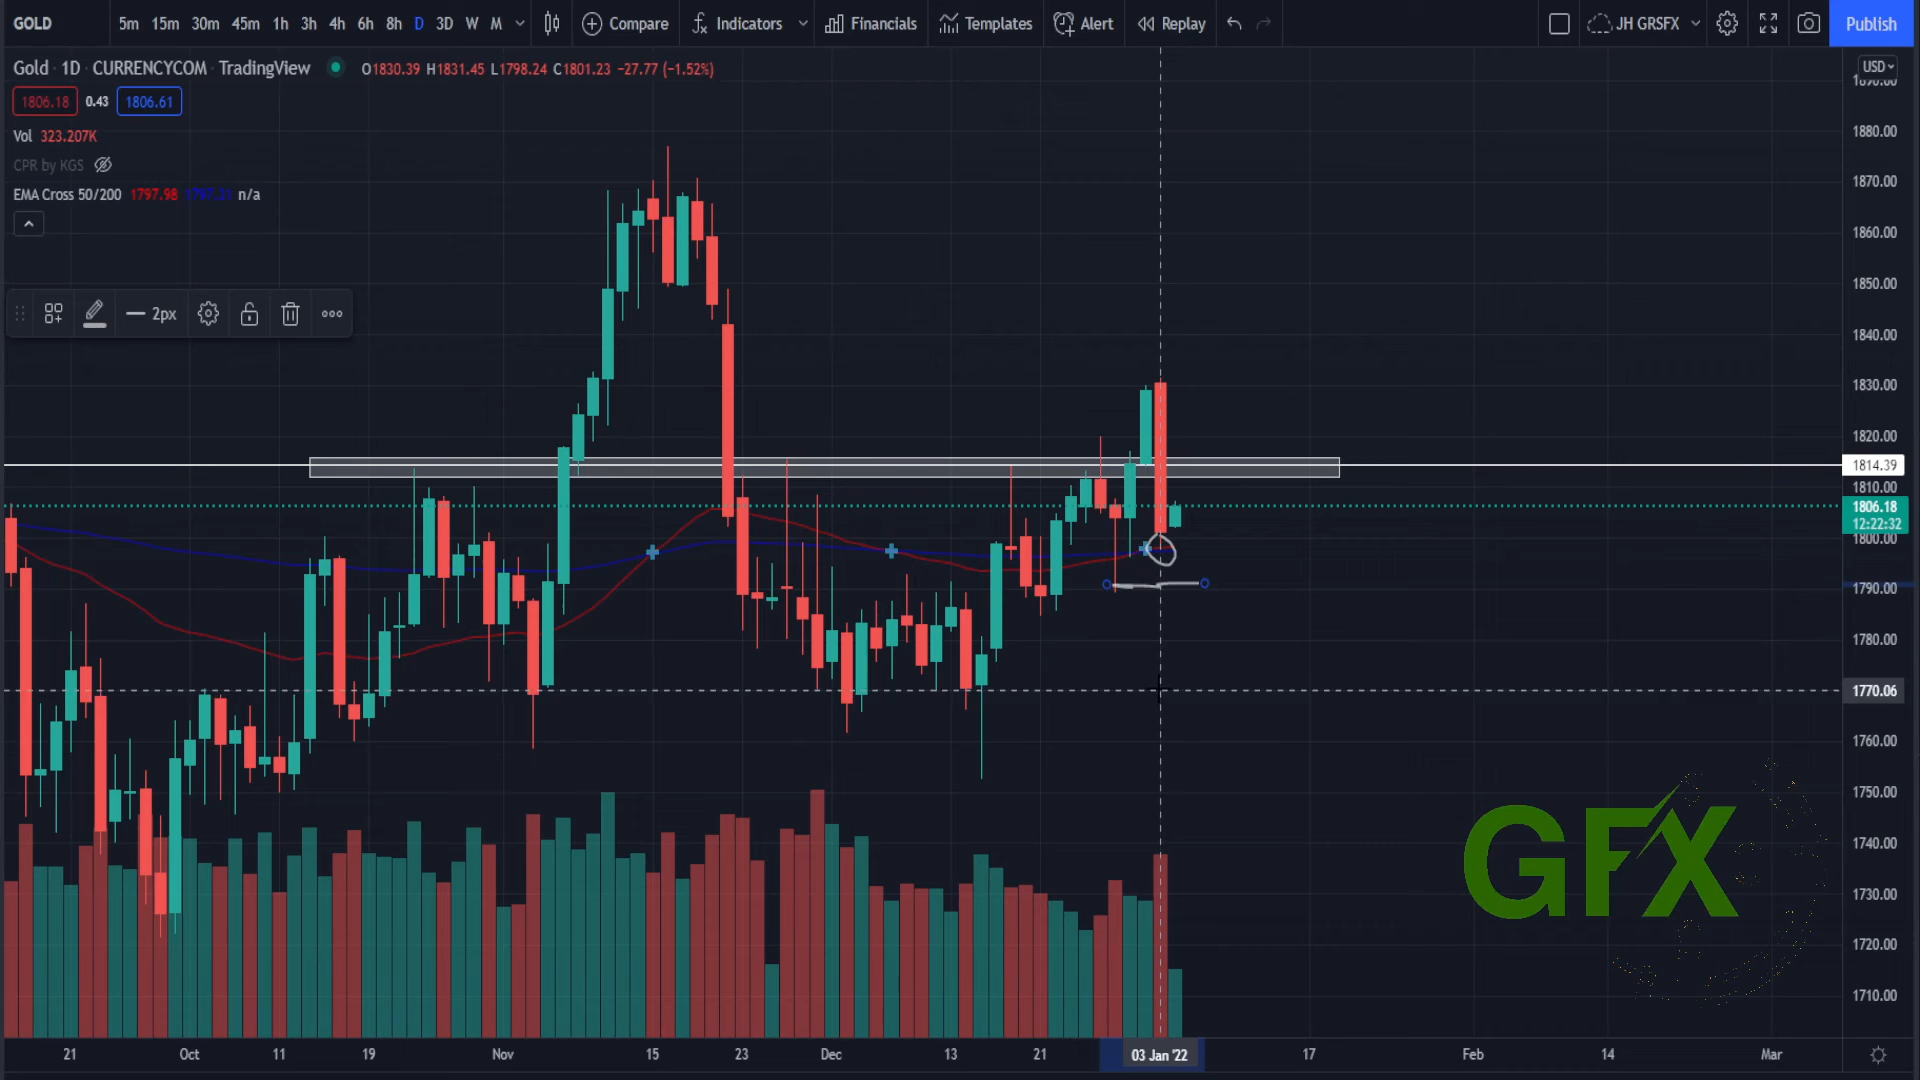 GOLD 5m 15m 30m 45m 1h 3h 4h 6h 8h D 3D W M Compare Indicators Financials Templates Alert Replay JH GRSFX Publish
Gold · 1D · CURRENCYCOM · TradingView O1830.39 H1831.45 L1798.24 C1801.23 −27.77 (−1.52%)
USD
1806.18 0.43 1806.61
Vol 323.207K
CPR by KGS
EMA Cross 50/200 1797.98 n/a
2px
1890.00
1880.00
1870.00
1860.00
1850.00
1840.00
1830.00
1820.00
1814.39
1810.00
1806.18
12:22:32
1800.00
1790.00
1780.00
1770.06
1760.00
1750.00
1740.00
1730.00
1720.00
1710.00
GFX
21 Oct 11 19 Nov 15 23 Dec 13 21 03 Jan '22 17 Feb 14 Mar